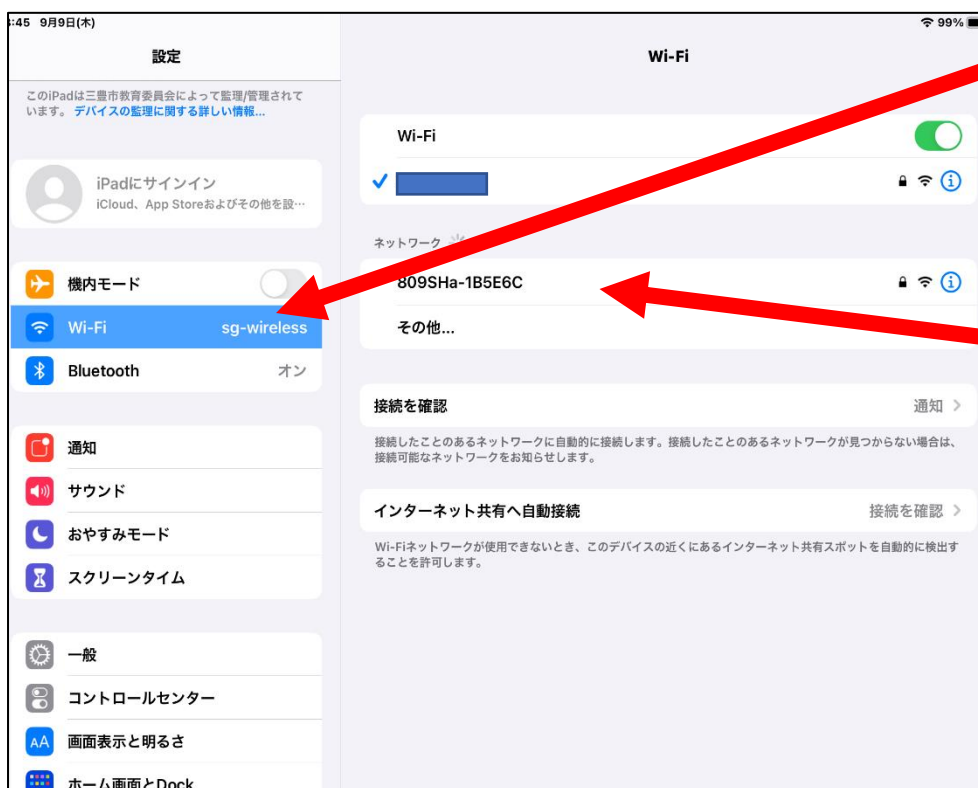 :45 9月9日(木)
99%
設定
Wi-Fi
このiPadは三豊市教育委員会によって監理/管理されて
います。デバイスの監理に関する詳しい情報...
Wi-Fi
iPadにサインイン
iCloud、App Storeおよびその他を設…
ネットワーク
機内モード
809SHa-1B5E6C
Wi-Fi sg-wireless
その他...
Bluetooth オン
接続を確認 通知
接続したことのあるネットワークに自動的に接続します。接続したことのあるネットワークが見つからない場合は、
接続可能なネットワークをお知らせします。
通知
サウンド
インターネット共有へ自動接続 接続を確認
おやすみモード
Wi-Fiネットワークが使用できないとき、このデバイスの近くにあるインターネット共有スポットを自動的に検出す
ることを許可します。
スクリーンタイム
一般
コントロールセンター
AA
画面表示と明るさ
ホーム画面とDock